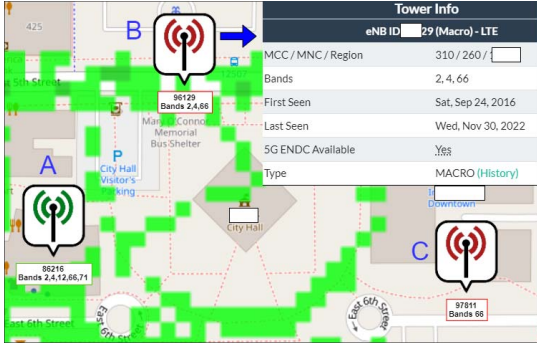 Tower Info
eNB ID 29 (Macro) - LTE
MCC / MNC / Region 310 / 260 /
Bands 2, 4, 66
First Seen Sat, Sep 24, 2016
Last Seen Wed, Nov 30, 2022
5G ENDC Available Yes
Type MACRO (History)
425
B
96129
Bands 2,4,66
Memorial
Bus Shelter
5th Street
A
P
City Hall
Visitor's
Parking
City Hall
Downtown
C
86216
Bands 2,4,12,66,71
97811
Bands 66
East 6th Street
East 6th Street
East 6th Street